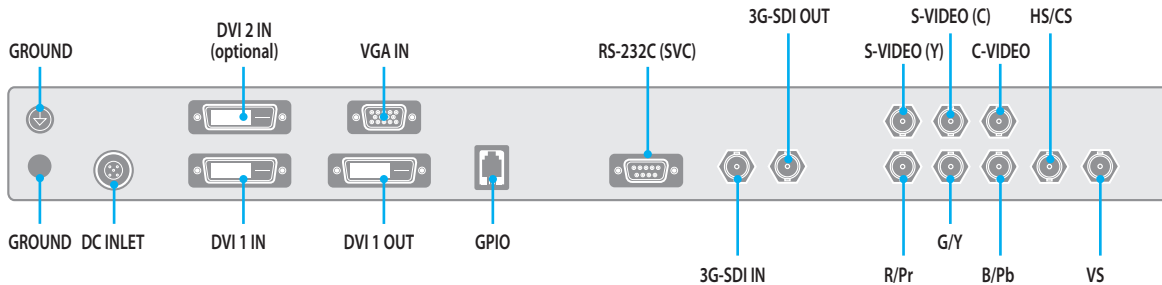 3G-SDI OUT
S-VIDEO (C)
HS/CS
DVI 2 IN
(optional)
GROUND
VGA IN
RS-232C (SVC)
S-VIDEO (Y)
C-VIDEO
GROUND
DC INLET
DVI 1 IN
DVI 1 OUT
GPIO
G/Y
3G-SDI IN
R/Pr
B/Pb
VS